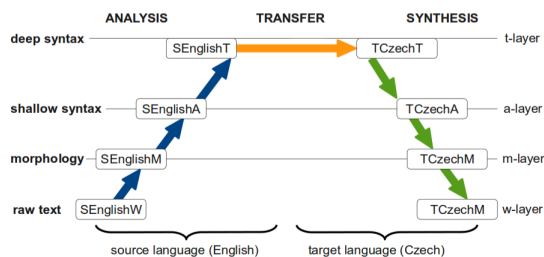 ANALYSIS TRANSFER SYNTHESIS
deep syntax SEnglishT TCzechT t-layer
shallow syntax SEnglishA TCzechA a-layer
morphology SEnglishM TCzechM m-layer
raw text SEnglishW TCzechM w-layer
source language (English) target language (Czech)